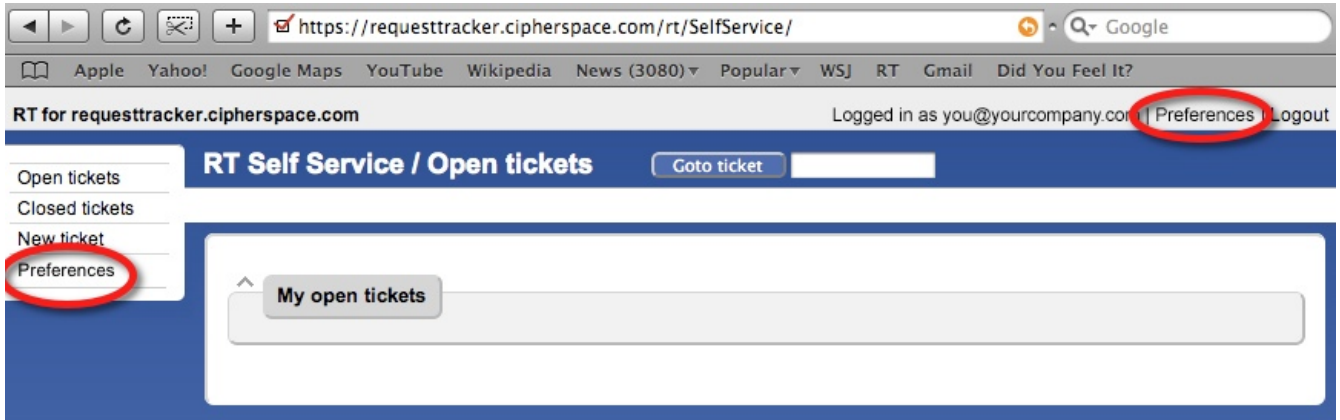 https://requesttracker.cipherspace.com/rt/SelfService/ Google
Apple Yahoo! Google Maps YouTube Wikipedia News (3080) Popular WSJ RT Gmail Did You Feel It?
RT for requesttracker.cipherspace.com Logged in as you@yourcompany.com | Preferences | Logout
RT Self Service / Open tickets Goto ticket
Open tickets
Closed tickets
New ticket
Preferences
My open tickets